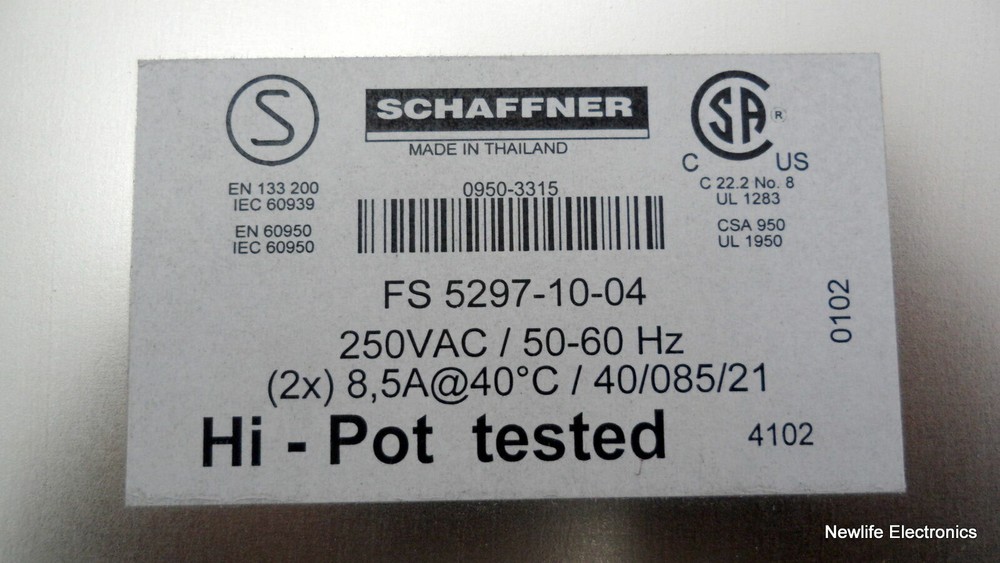 S
SCHAFFNER
MADE IN THAILAND
SA ®
C US
EN 133 200
IEC 60939
EN 60950
IEC 60950
0950-3315
C 22.2 No. 8
UL 1283
CSA 950
UL 1950
FS 5297-10-04
250VAC / 50-60 Hz
(2x) 8,5A@40°C / 40/085/21
Hi - Pot tested
4102
0102
Newlife Electronics